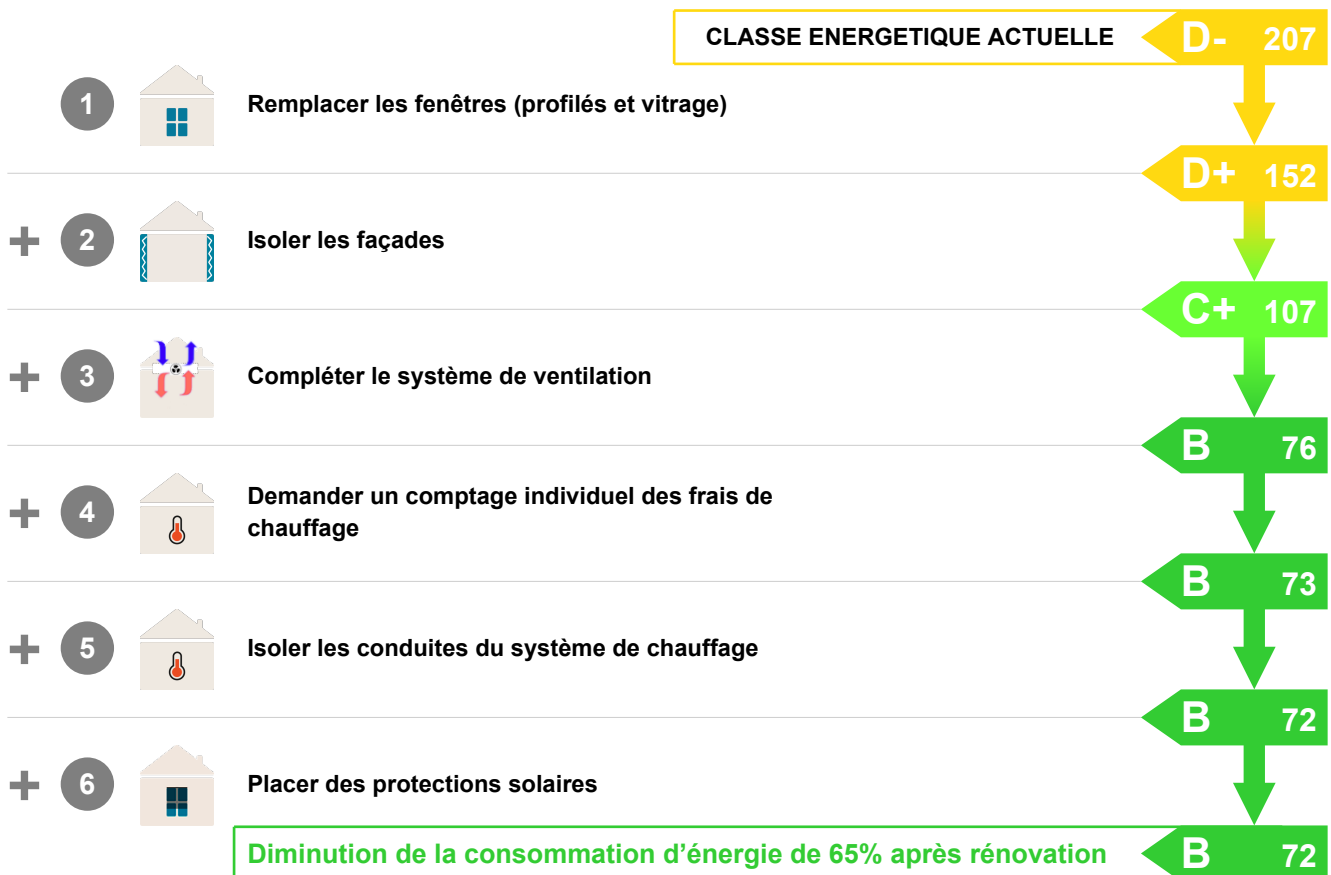 CLASSE ENERGETIQUE ACTUELLE D- 207
1 Remplacer les fenêtres (profilés et vitrage)
D+ 152
+ 2 Isoler les façades
C+ 107
+ 3 Compléter le système de ventilation
B 76
+ 4 Demander un comptage individuel des frais de
chauffage
B 73
+ 5 Isoler les conduites du système de chauffage
B 72
+ 6 Placer des protections solaires
Diminution de la consommation d’énergie de 65% après rénovation B 72